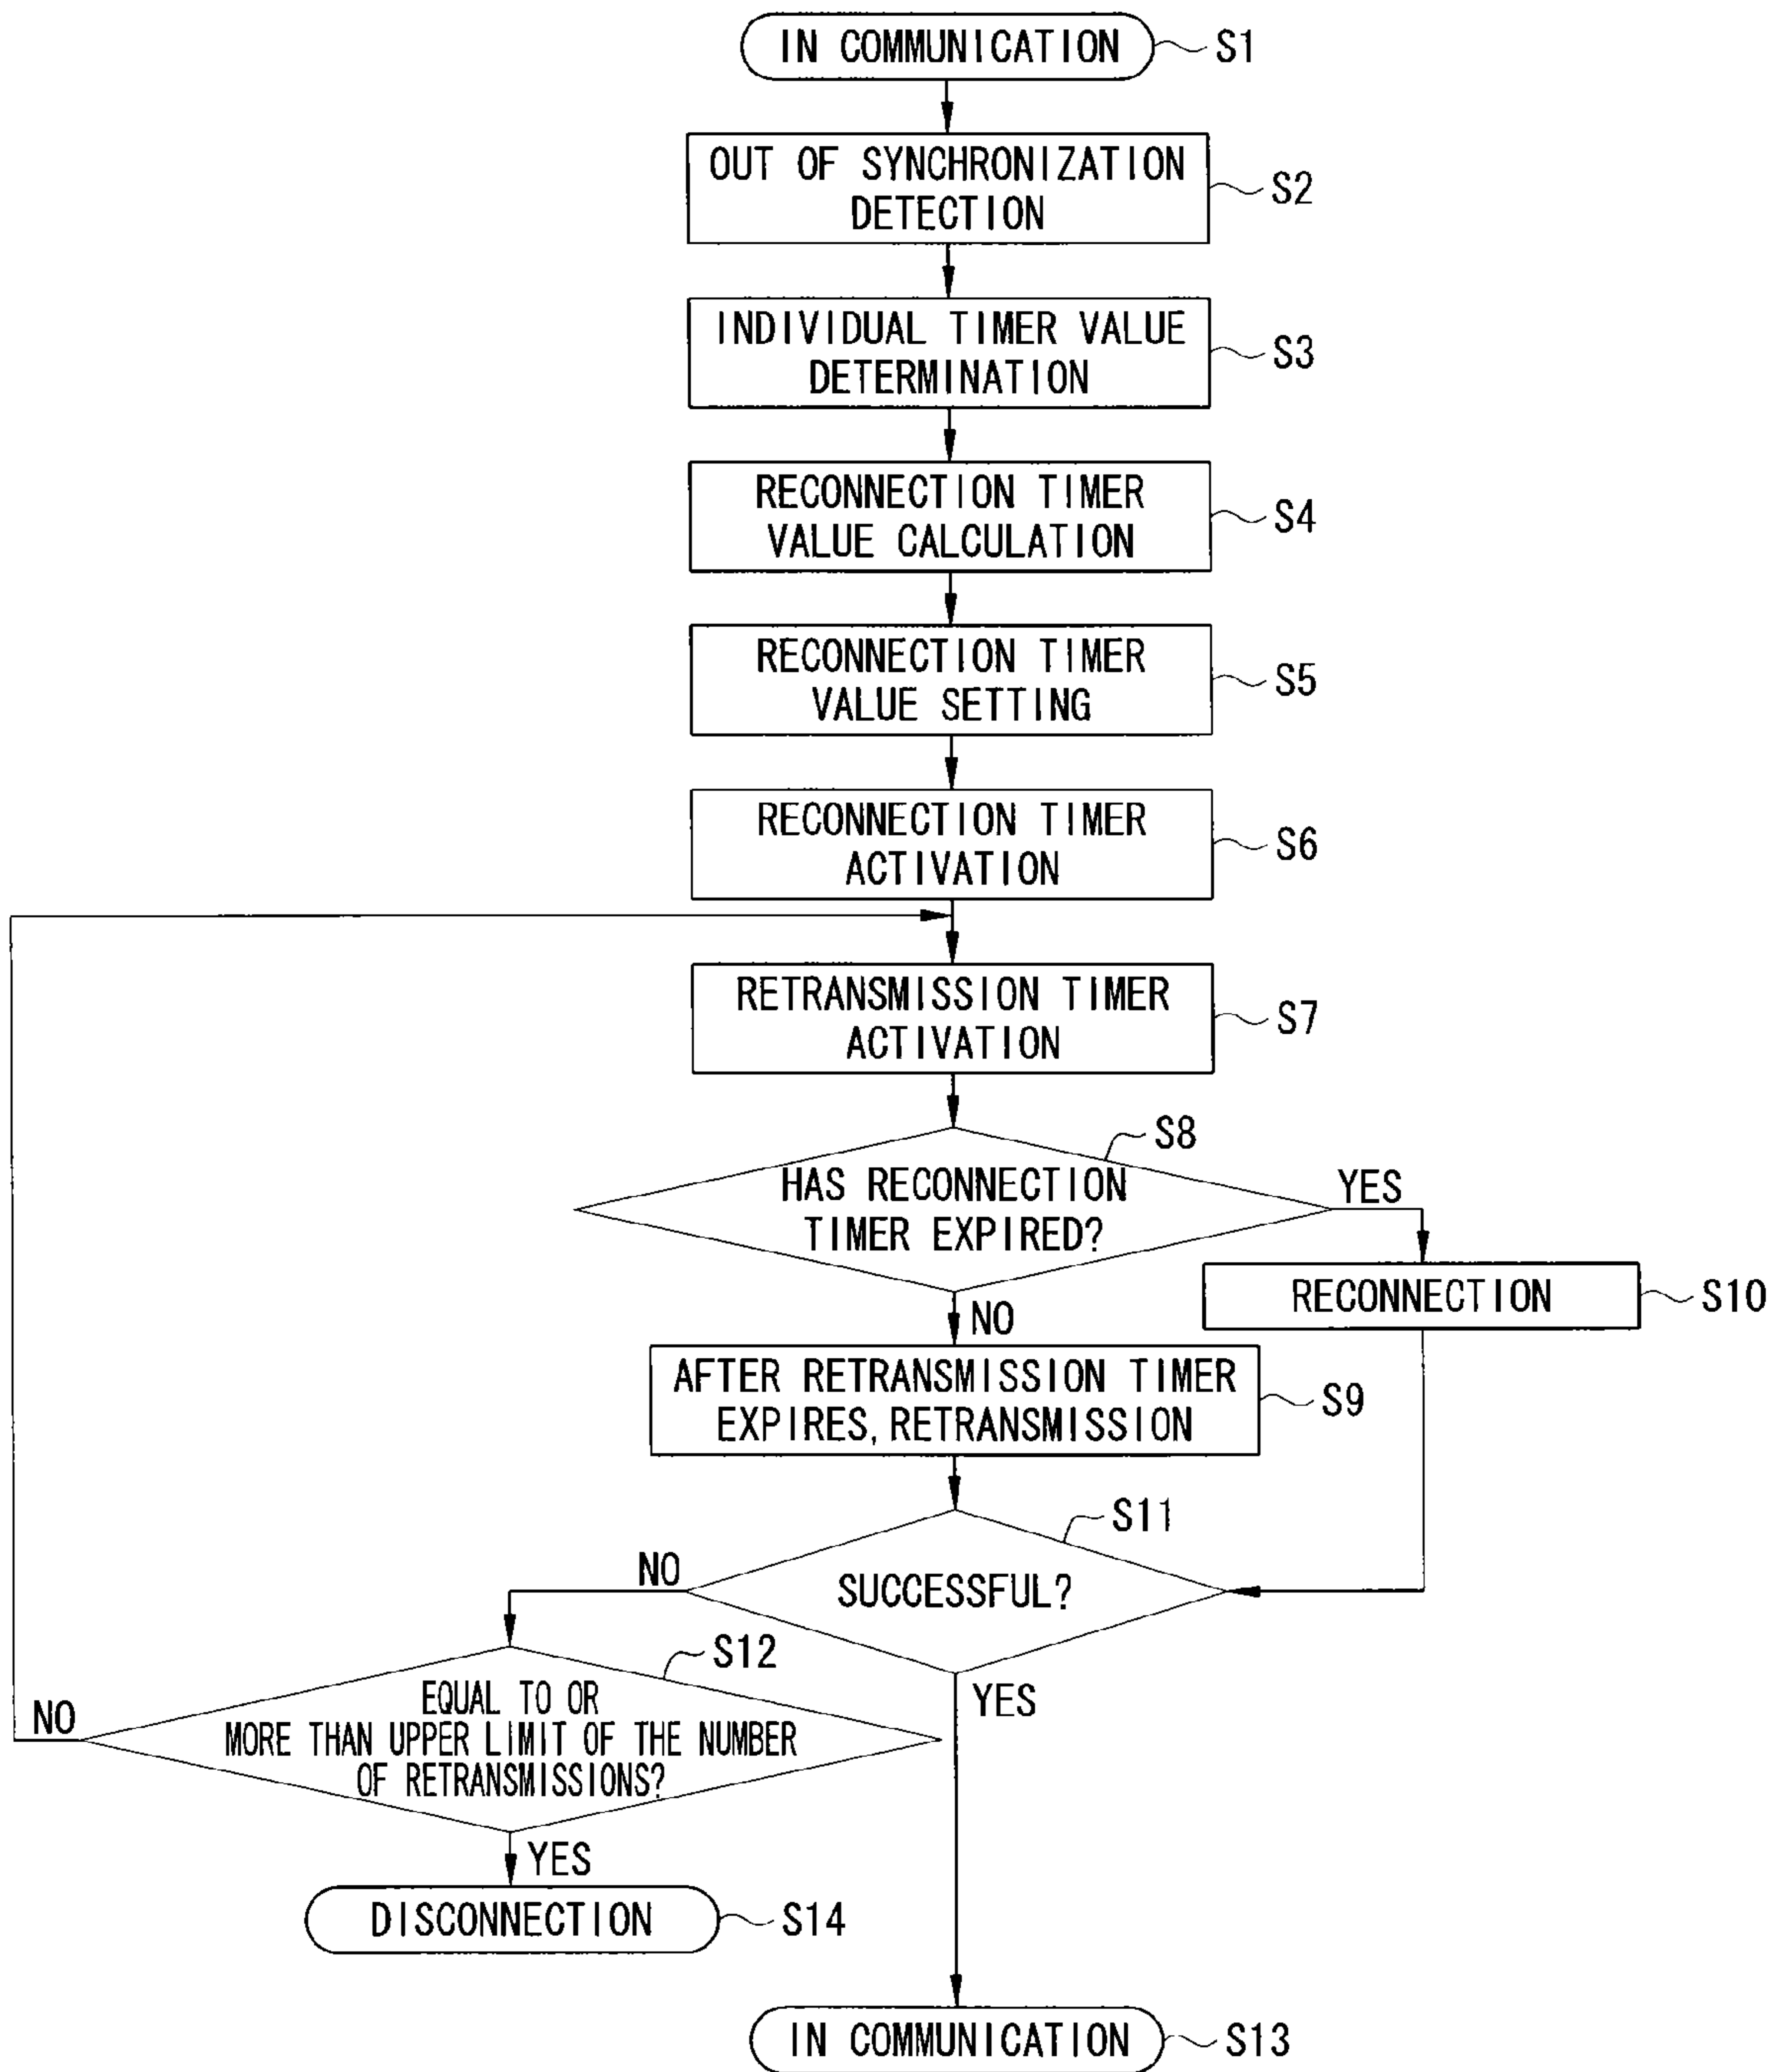 IN COMMUNICATION
S1
OUT OF SYNCHRONIZATION
DETECTION
S2
INDIVIDUAL TIMER VALUE
DETERMINATION
S3
RECONNECTION TIMER
VALUE CALCULATION
S4
RECONNECTION TIMER
VALUE SETTING
S5
RECONNECTION TIMER
ACTIVATION
S6
RETRANSMISSION TIMER
ACTIVATION
S7
S8
HAS RECONNECTION
TIMER EXPIRED?
YES
RECONNECTION
S10
NO
AFTER RETRANSMISSION TIMER
EXPIRES, RETRANSMISSION
S9
S11
SUCCESSFUL?
NO
S12
EQUAL TO OR
MORE THAN UPPER LIMIT OF THE NUMBER
OF RETRANSMISSIONS?
NO
YES
YES
DISCONNECTION
S14
IN COMMUNICATION
S13